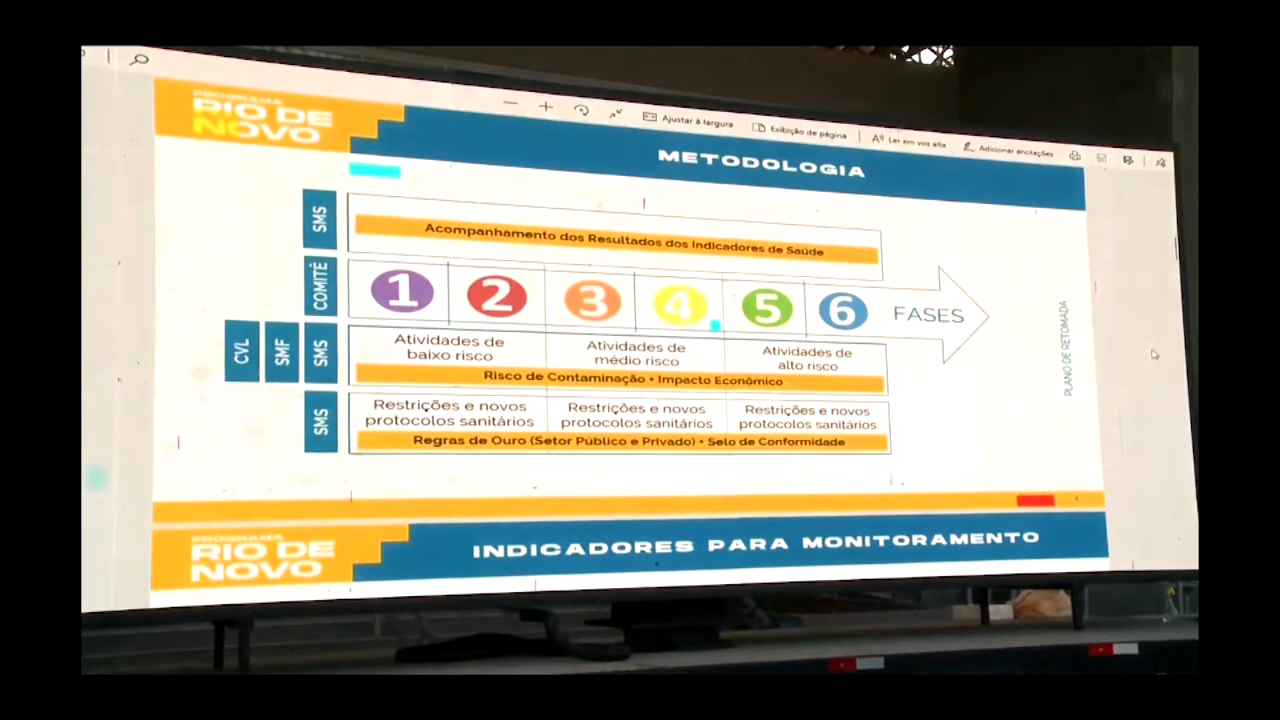 Ajustar à largura
Exibição de página
Ler em voz alta
Adicionar anotações
PROGRAMA
RIO DE
NOVO
METODOLOGIA
SMS
Acompanhamento dos Resultados dos Indicadores de Saúde
COMITÊ
1 2 3 4 5 6 FASES
CVL
SMF
SMS
Atividades de
baixo risco
Atividades de
médio risco
Atividades de
alto risco
Risco de Contaminação • Impacto Econômico
SMS
Restrições e novos
protocolos sanitários
Restrições e novos
protocolos sanitários
Restrições e novos
protocolos sanitários
Regras de Ouro (Setor Público e Privado) • Selo de Conformidade
PLANO DE RETOMADA
PROGRAMA
RIO DE
NOVO
INDICADORES PARA MONITORAMENTO